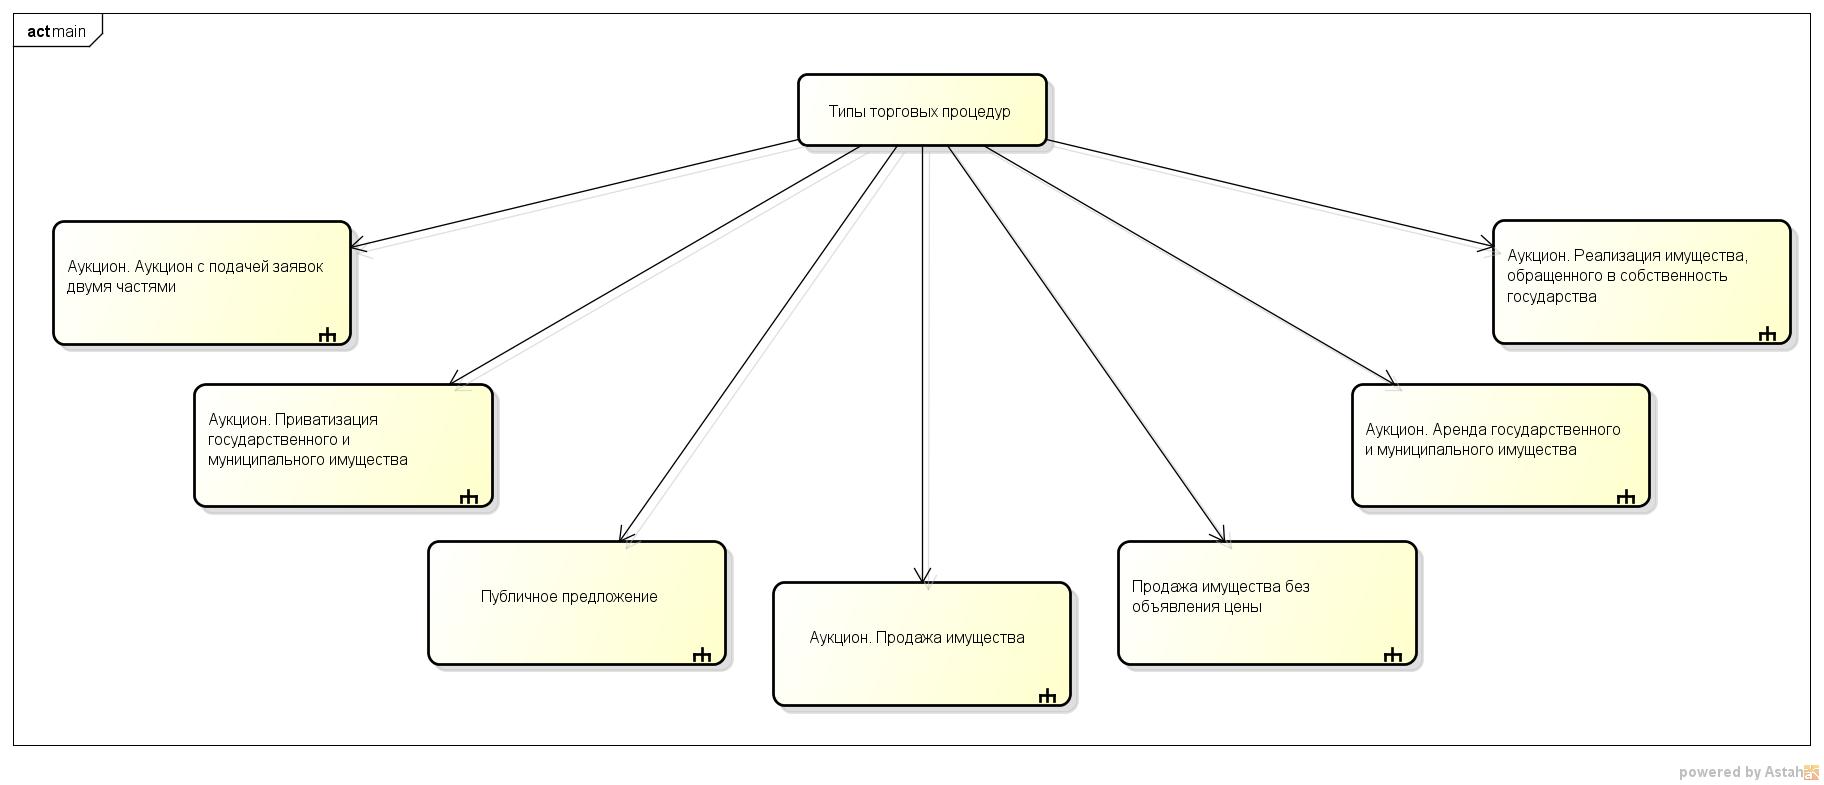 act main
Типы торговых процедур
Аукцион. Аукцион с подачей заявок
двумя частями
Аукцион. Реализация имущества,
обращенного в собственность
государства
Аукцион. Приватизация
государственного и
муниципального имущества
Аукцион. Аренда государственного
и муниципального имущества
Публичное предложение
Аукцион. Продажа имущества
Продажа имущества без
объявления цены
powered by Astah